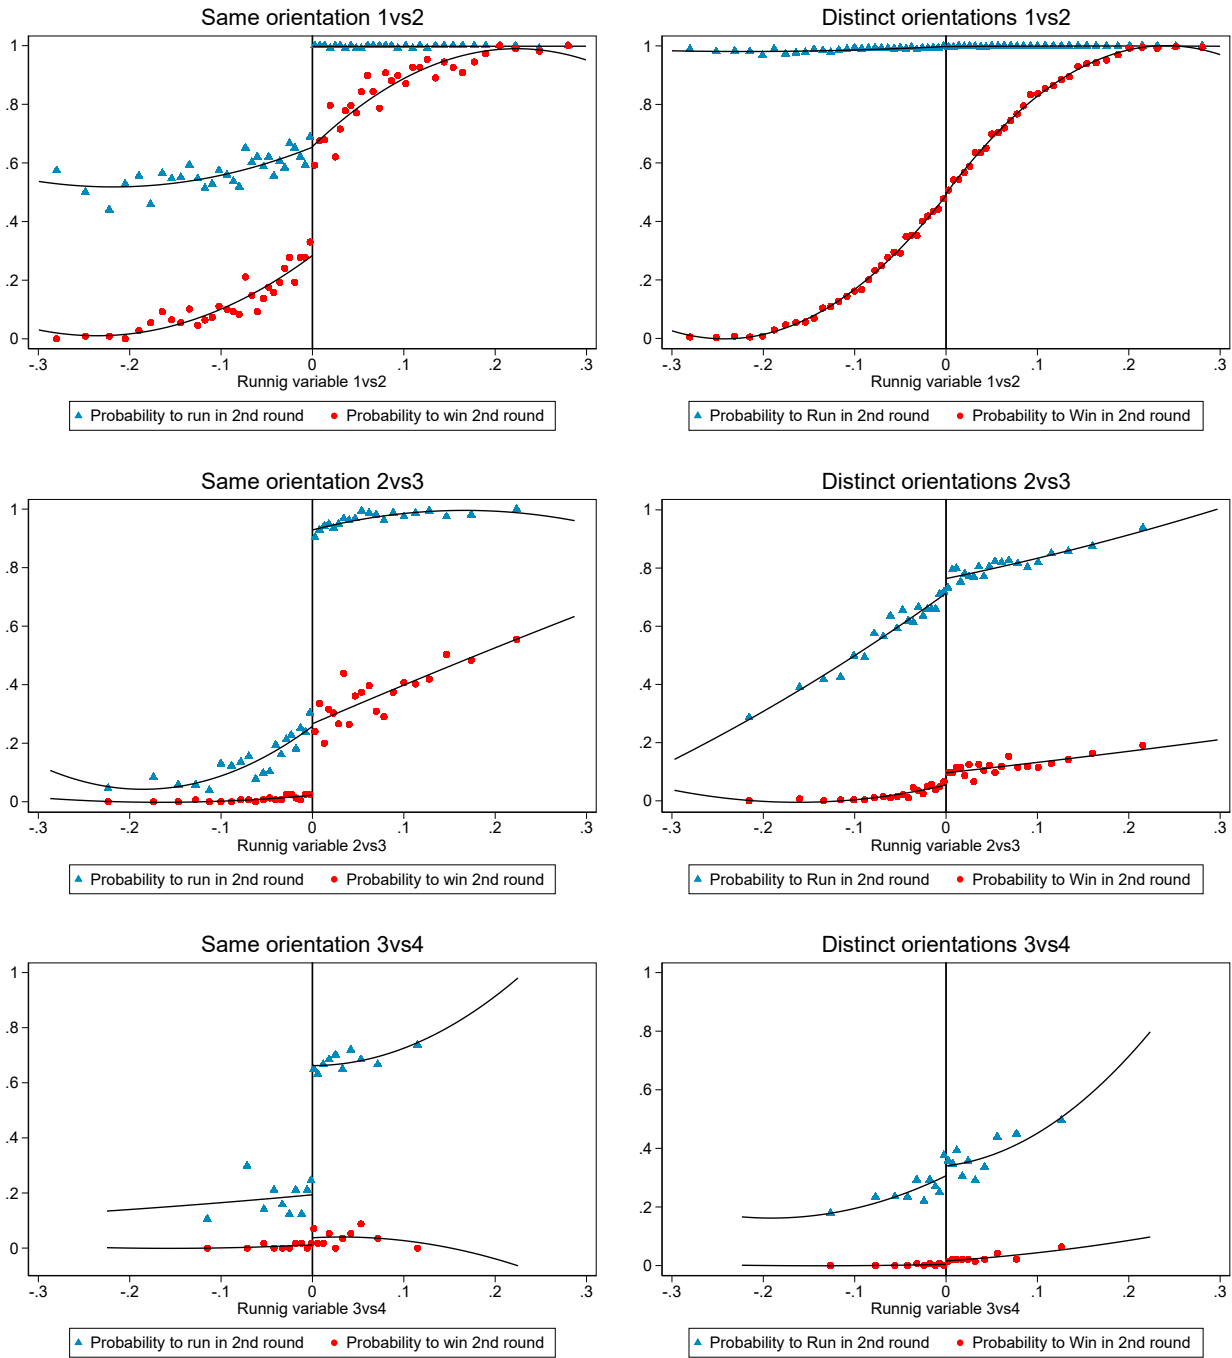 Same orientation 1vs2
1
.8
.6
.4
.2
0
-.3 -.2 -.1 0 .1 .2 .3
Runnig variable 1vs2
Probability to run in 2nd round Probability to win 2nd round
Distinct orientations 1vs2
1
.8
.6
.4
.2
0
-.3 -.2 -.1 0 .1 .2 .3
Runnig variable 1vs2
Probability to Run in 2nd round Probability to Win in 2nd round
Same orientation 2vs3
1
.8
.6
.4
.2
0
-.3 -.2 -.1 0 .1 .2 .3
Runnig variable 2vs3
Probability to run in 2nd round Probability to win 2nd round
Distinct orientations 2vs3
1
.8
.6
.4
.2
0
-.3 -.2 -.1 0 .1 .2 .3
Runnig variable 2vs3
Probability to Run in 2nd round Probability to Win in 2nd round
Same orientation 3vs4
1
.8
.6
.4
.2
0
-.3 -.2 -.1 0 .1 .2 .3
Runnig variable 3vs4
Probability to run in 2nd round Probability to win 2nd round
Distinct orientations 3vs4
1
.8
.6
.4
.2
0
-.3 -.2 -.1 0 .1 .2 .3
Runnig variable 3vs4
Probability to Run in 2nd round Probability to Win in 2nd round